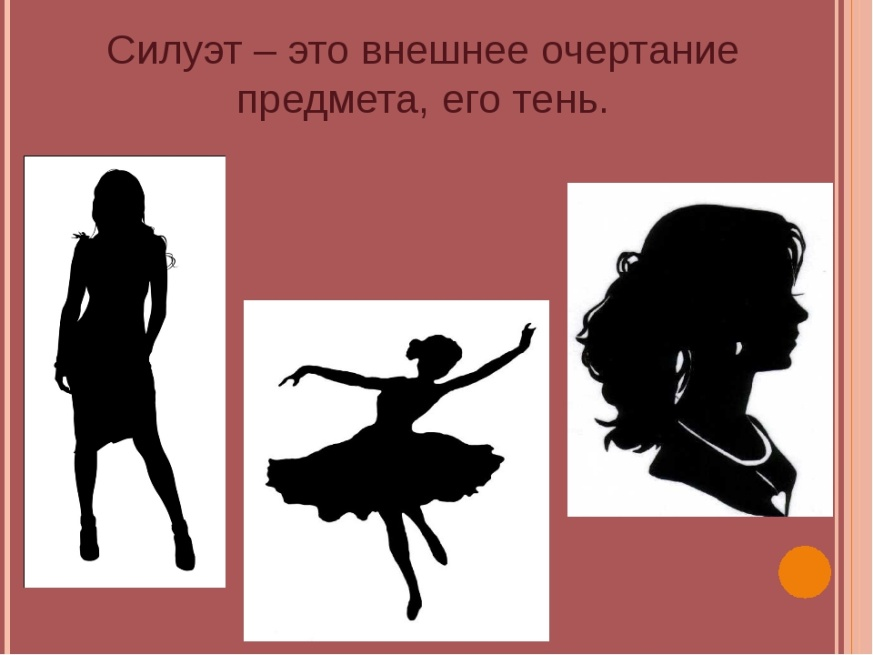 Силуэт – это внешнее очертание
предмета, его тень.